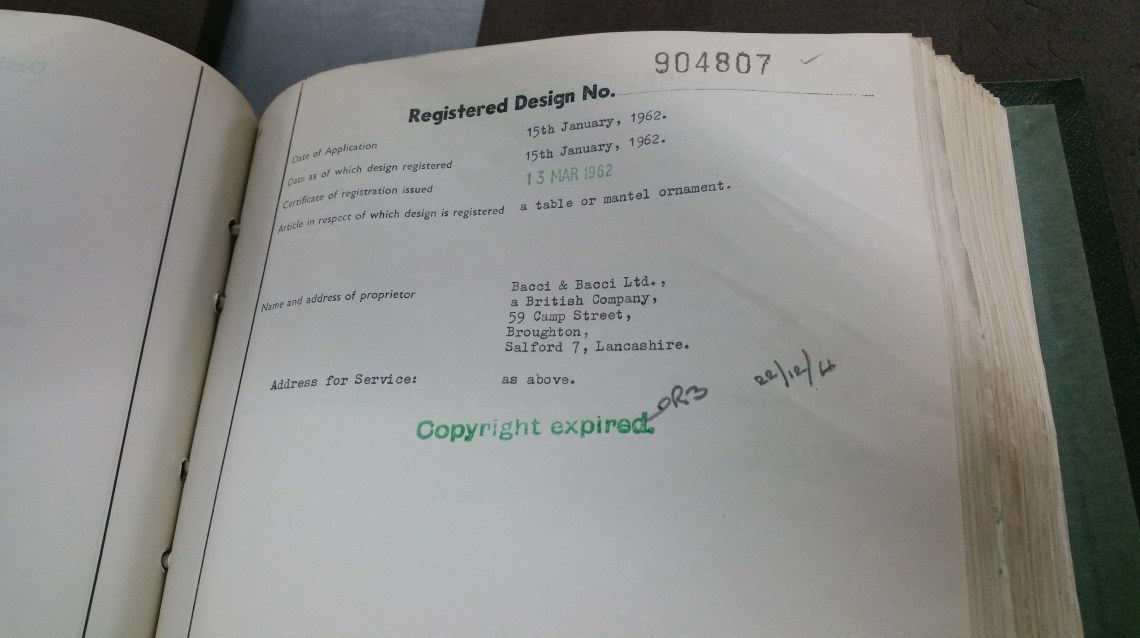 904807
Registered Design No.
Date of Application 15th January, 1962.
Date as of which design registered 15th January, 1962.
Certificate of registration issued 13 MAR 1962
Article in respect of which design is registered a table or mantel ornament.
Name and address of proprietor Bacci & Bacci Ltd.,
a British Company,
59 Camp Street,
Broughton,
Salford 7, Lancashire.
Address for Service: as above.
Copyright expired.
22/12/